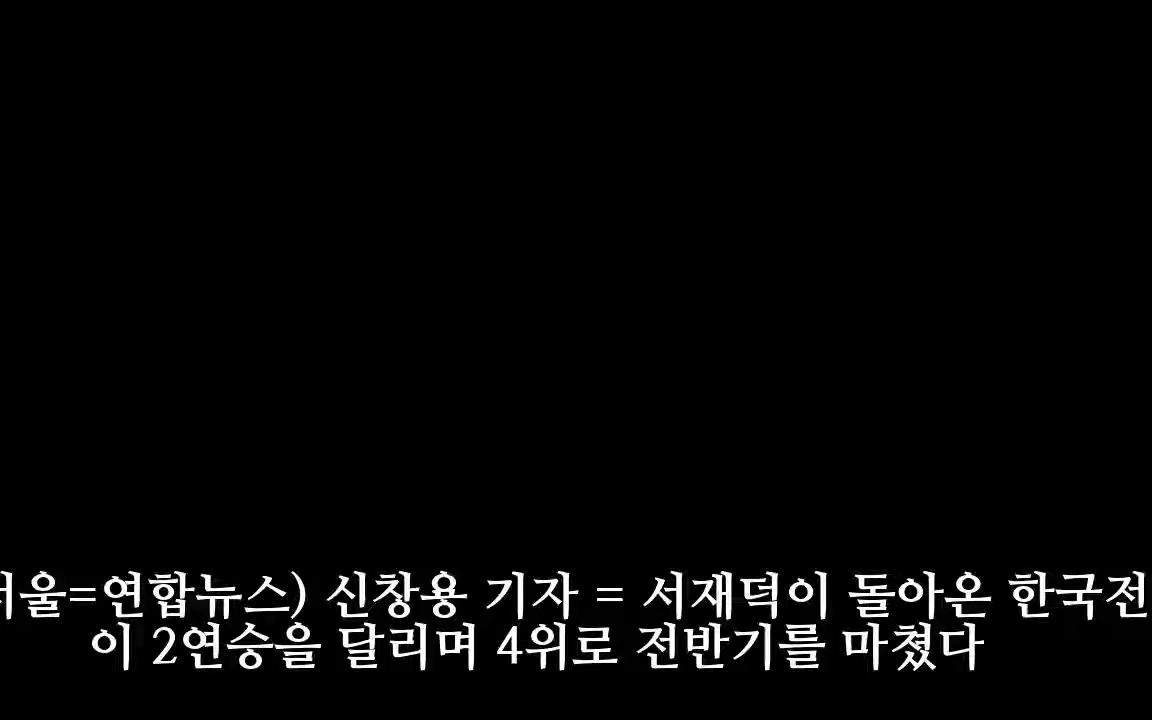 울=연합뉴스) 신창용 기자 = 서재덕이 돌아온 한국전
이 2연승을 달리며 4위로 전반기를 마쳤다